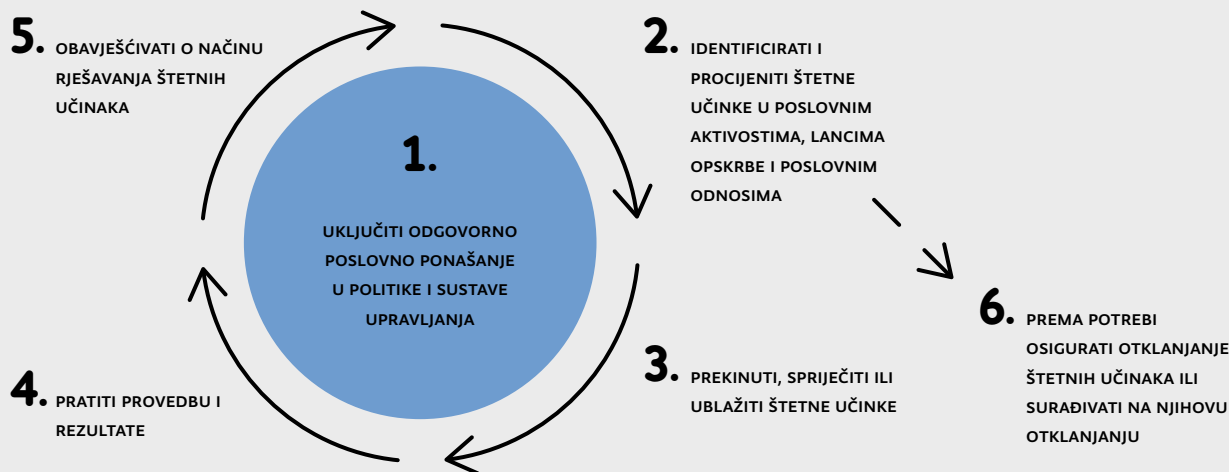 1.
UKLJUČITI ODGOVORNO
POSLOVNO PONAŠANJE
U POLITIKE I SUSTAVE
UPRAVLJANJA
2. IDENTIFICIRATI I
PROCIJENITI ŠTETNE
UČINKE U POSLOVNIM
AKTIVOSTIMA, LANCIMA
OPSKRBE I POSLOVNIM
ODNOSIMA
3. PREKINUTI, SPRIJEČITI ILI
UBLAŽITI ŠTETNE UČINKE
4. PRATITI PROVEDBU I
REZULTATE
5. OBAVJEŠĆIVATI O NAČINU
RJEŠAVANJA ŠTETNIH
UČINAKA
6. PREMA POTREBI
OSIGURATI OTKLANJANJE
ŠTETNIH UČINAKA ILI
SURAĐIVATI NA NJIHOVU
OTKLANJANJU